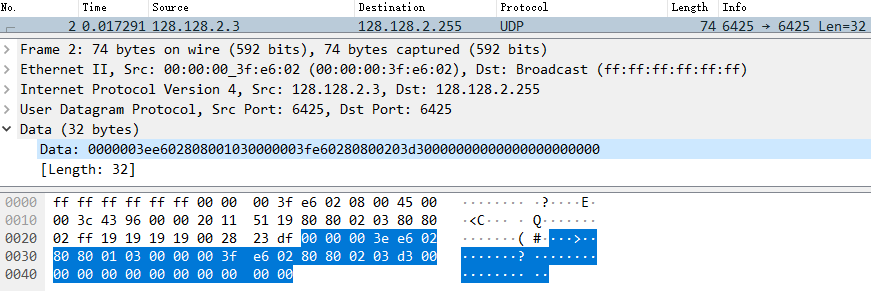 No. Time Source Destination Protocol Length Info
2 0.017291 128.128.2.3 128.128.2.255 UDP 74 6425 → 6425 Len=32
> Frame 2: 74 bytes on wire (592 bits), 74 bytes captured (592 bits)
> Ethernet II, Src: 00:00:00_3f:e6:02 (00:00:00:3f:e6:02), Dst: Broadcast (ff:ff:ff:ff:ff:ff)
> Internet Protocol Version 4, Src: 128.128.2.3, Dst: 128.128.2.255
> User Datagram Protocol, Src Port: 6425, Dst Port: 6425
Data (32 bytes)
Data: 0000003ee602808001030000003fe60280800203d30000000000000000000000
[Length: 32]
0000 ff ff ff ff ff ff 00 00 00 3f e6 02 08 00 45 00 ········ ·?····E·
0010 00 3c 43 96 00 00 20 11 51 19 80 80 02 03 80 80 ·<C··· · Q·······
0020 02 ff 19 19 19 19 00 28 23 df 00 00 00 3e e6 02 ·······( #····>··
0030 80 80 01 03 00 00 00 3f e6 02 80 80 02 03 d3 00 ·······? ········
0040 00 00 00 00 00 00 00 00 00 00 ········ ··